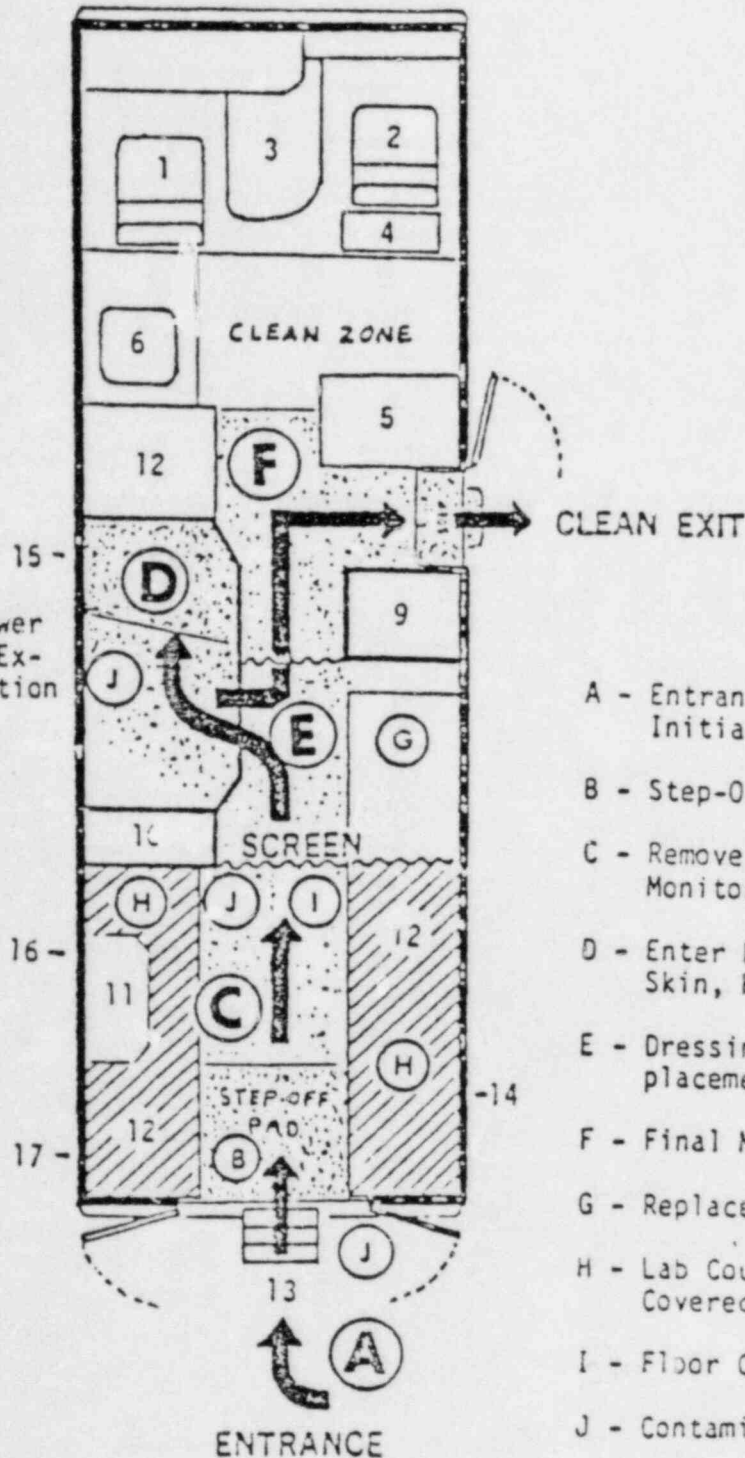 1
3
2
4
6
CLEAN ZONE
5
12
F
CLEAN EXIT
15 -
D
9
wer
Ex-
tion
J
E
G
SCREEN
H
J
I
12
16 -
11
C
H
STEP-OFF
PAD
-14
12
17 -
B
J
13
A
ENTRANCE
A - Entran
Initia
B - Step-O
C - Remove
Monito
D - Enter
Skin,
E - Dressin
placeme
F - Final
G - Replace
H - Lab Cou
Covered
I - Floor
J - Contami